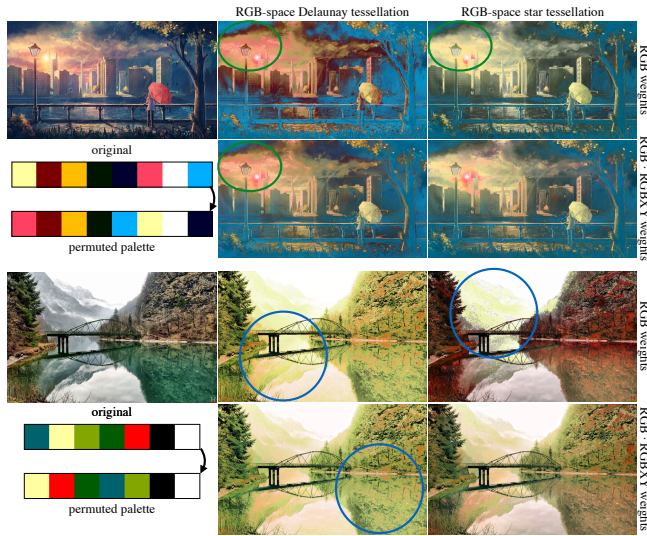 RGB-space Delaunay tessellation
RGB-space star tessellation
RGB weights
original
permuted palette
RGB · RGBXY weights
RGB weights
original
permuted palette
RGB · RGBXY weights